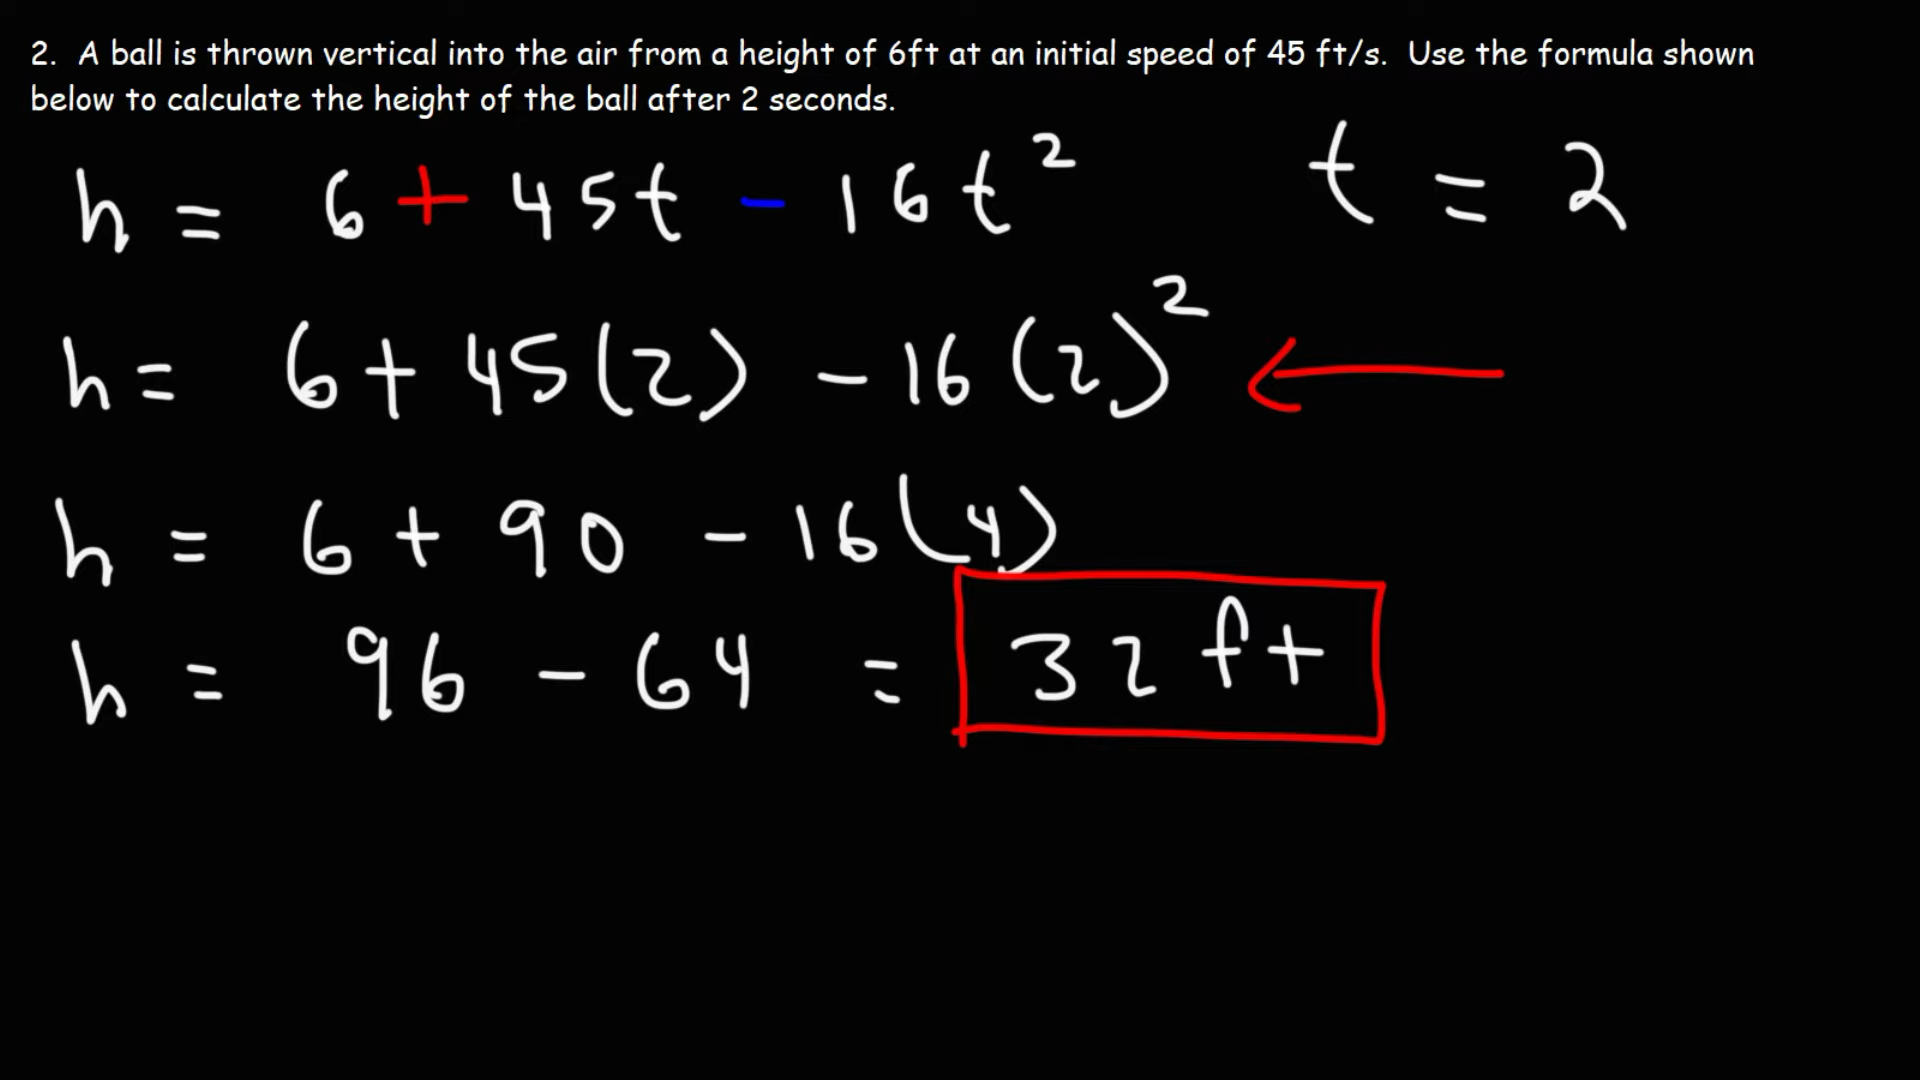 2. A ball is thrown vertical into the air from a height of 6ft at an initial speed of 45 ft/s. Use the formula shown
below to calculate the height of the ball after 2 seconds.
h = 6 + 45t - 16t² t = 2
h = 6 + 45(2) - 16(2)²
h = 6 + 90 - 16(4)
h = 96 - 64 = 32 ft